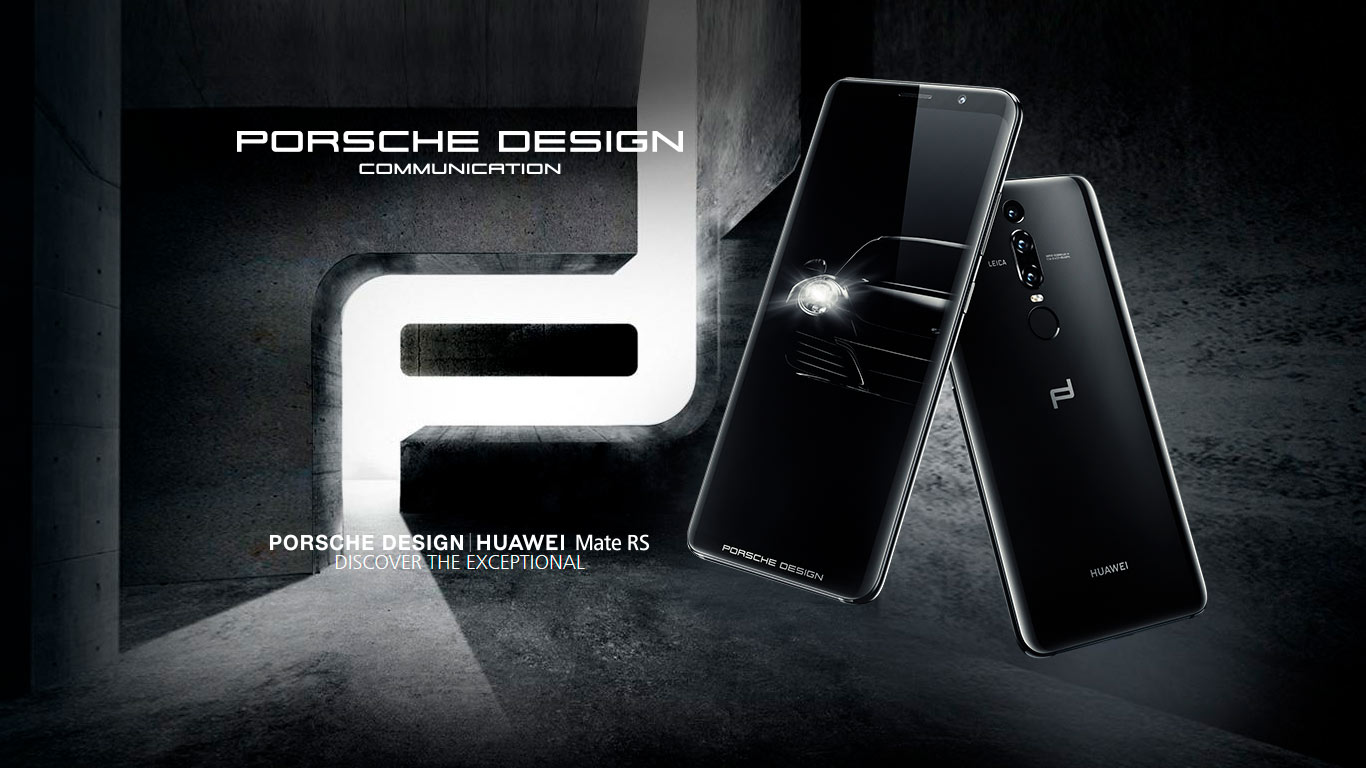 PORSCHE DESIGN
COMMUNICATION
PORSCHE DESIGN | HUAWEI Mate RS
DISCOVER THE EXCEPTIONAL
PORSCHE DESIGN
LEICA
HUAWEI